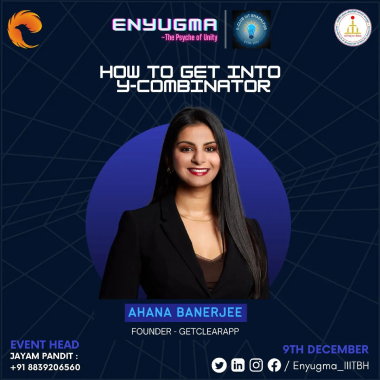 ENYUGMA
-The Psyche of Unity
HOW TO GET INTO
Y-COMBINATOR
AHANA BANERJEE
FOUNDER - GETCLEARAPP
EVENT HEAD
JAYAM PANDIT :
+91 8839206560
9TH DECEMBER
/ Enyugma_IIITBH